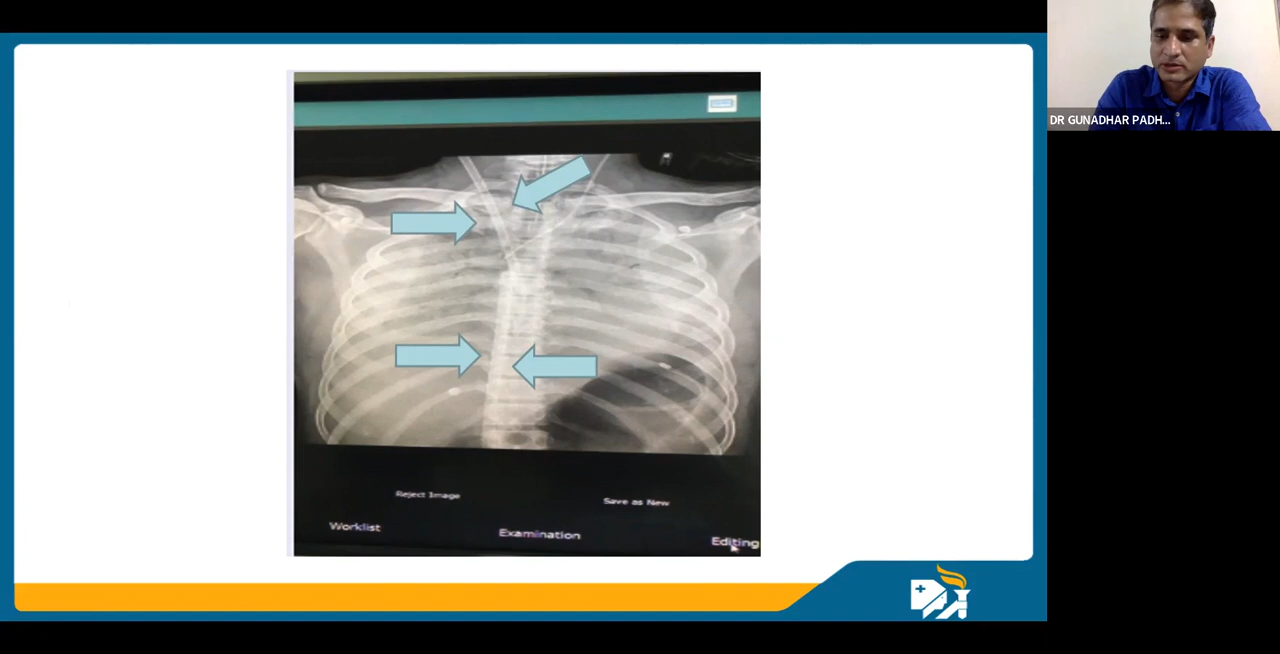 DR GUNADHAR PADH...
Reject Image
Save as New
Worklist
Examination
Editing